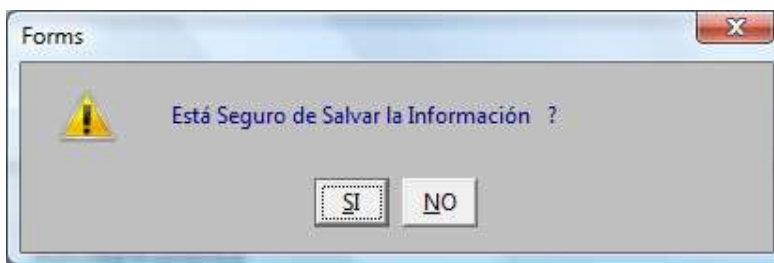 Forms
Está Seguro de Salvar la Información ?
SI NO